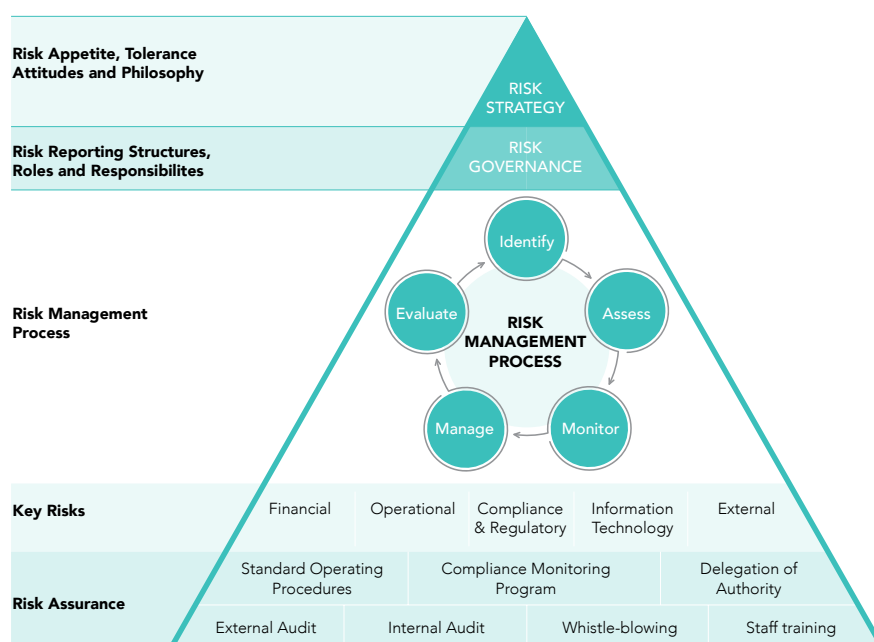 Risk Appetite, Tolerance
Attitudes and Philosophy
RISK
STRATEGY
Risk Reporting Structures,
Roles and Responsibilites
RISK
GOVERNANCE
Risk Management
Process
Identify
Assess
Monitor
Manage
Evaluate
RISK
MANAGEMENT
PROCESS
Key Risks
Financial
Operational
Compliance
& Regulatory
Information
Technology
External
Risk Assurance
Standard Operating
Procedures
Compliance Monitoring
Program
Delegation of
Authority
External Audit
Internal Audit
Whistle-blowing
Staff training